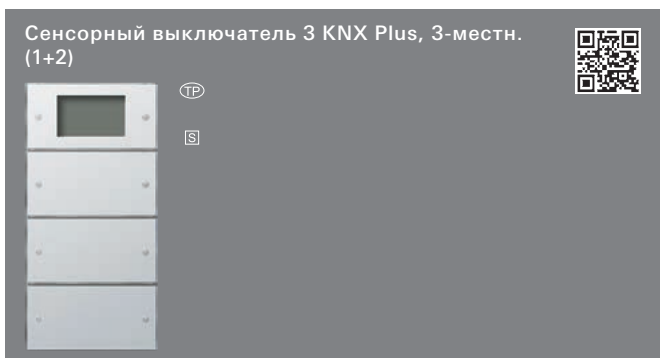 Сенсорный выключатель 3 KNX Plus, 3-местн.
(1+2)
TP
S